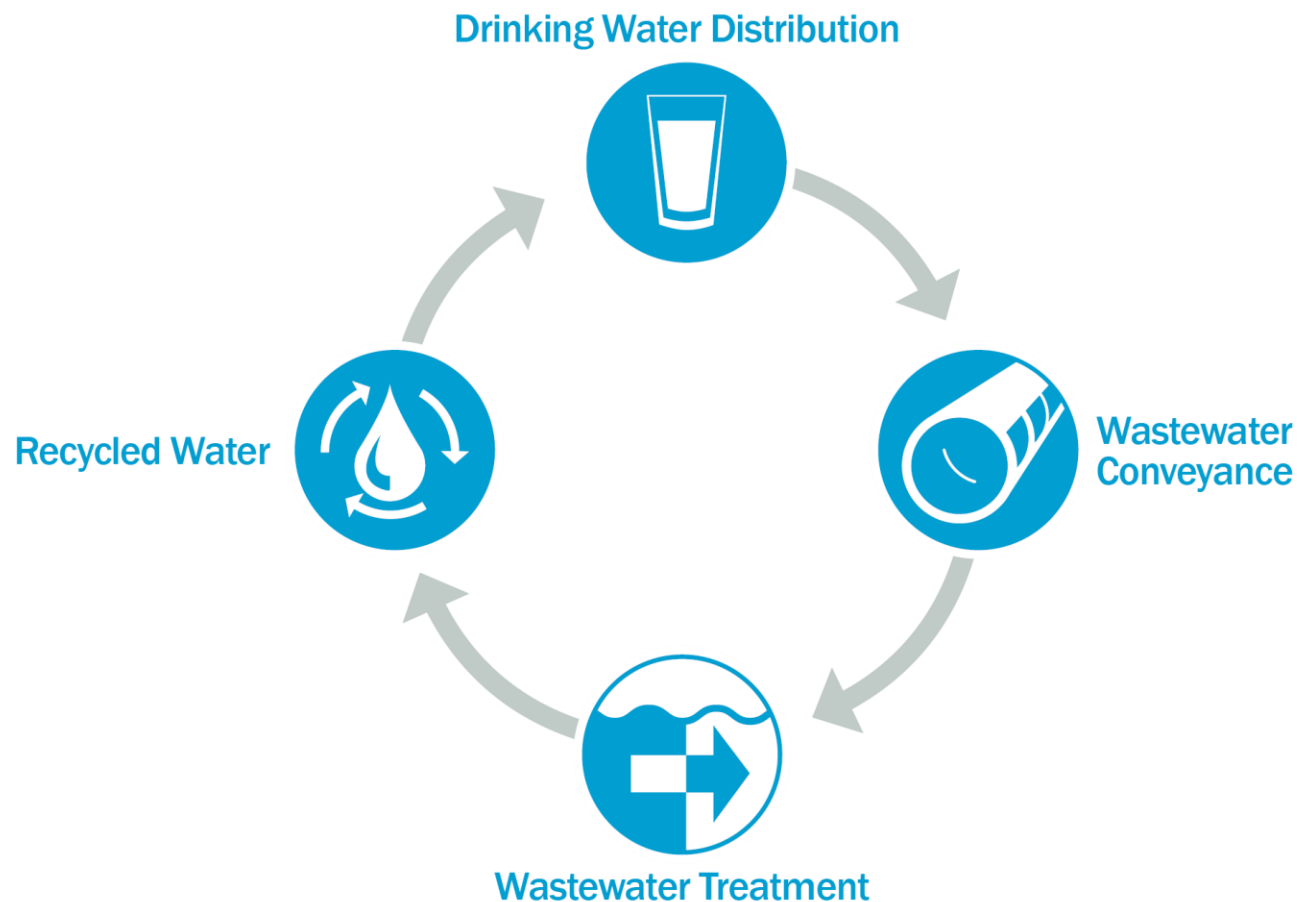 Drinking Water Distribution
Recycled Water
Wastewater
Conveyance
Wastewater Treatment